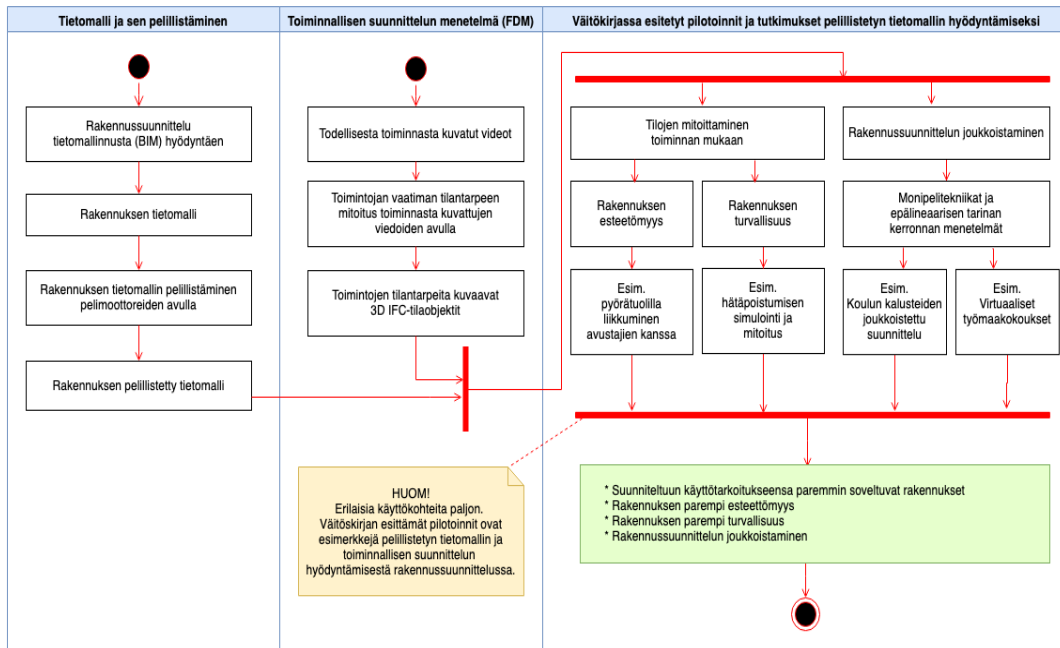 Tietomalli ja sen pelillistäminen
Toiminnallisen suunnittelun menetelmä (FDM)
Väitökirjassa esitetyt pilotoinnit ja tutkimukset pelillistetyn tietomallin hyödyntämiseksi
Rakennussuunnittelu
tietomallinnusta (BIM) hyödyntäen
Rakennuksen tietomalli
Rakennuksen tietomallin pelillistäminen
pelimoottoreiden avulla
Rakennuksen pelillistetty tietomalli
Todellisesta toiminnasta kuvatut videot
Toimintojan vaatiman tilantarpeen
mitoitus toiminnasta kuvattujen
viedoiden avulla
Toimintojen tilantarpeita kuvaavat
3D IFC-tilaobjektit
HUOM!
Erilaisia käyttökohteita paljon.
Väitöskirjan esittämät pilotoinnit ovat
esimerkkejä pelillistetyn tietomallin ja
toiminnallisen suunnittelun
hyödyntämisestä rakennussuunnittelussa.
Tilojen mitoittaminen
toiminnan mukaan
Rakennussuunnittelun joukkoistaminen
Rakennuksen
esteetömyys
Rakennuksen
turvallisuus
Monipelitekniikat ja
epälineaarisen tarinan
kerronnan menetelmät
Esim.
pyörätuolilla
liikkuminen
avustajien kanssa
Esim.
hätäpoistumisen
simulointi ja
mitoitus
Esim.
Koulun kalusteiden
joukkoistettu
suunnittelu
Esim.
Virtuaaliset
työmaakokoukset
* Suunniteltuun käyttötarkoitukseensa paremmin soveltuvat rakennukset
* Rakennuksen parempi esteettömyys
* Rakennuksen parempi turvallisuus
* Rakennussuunnittelun joukkoistaminen